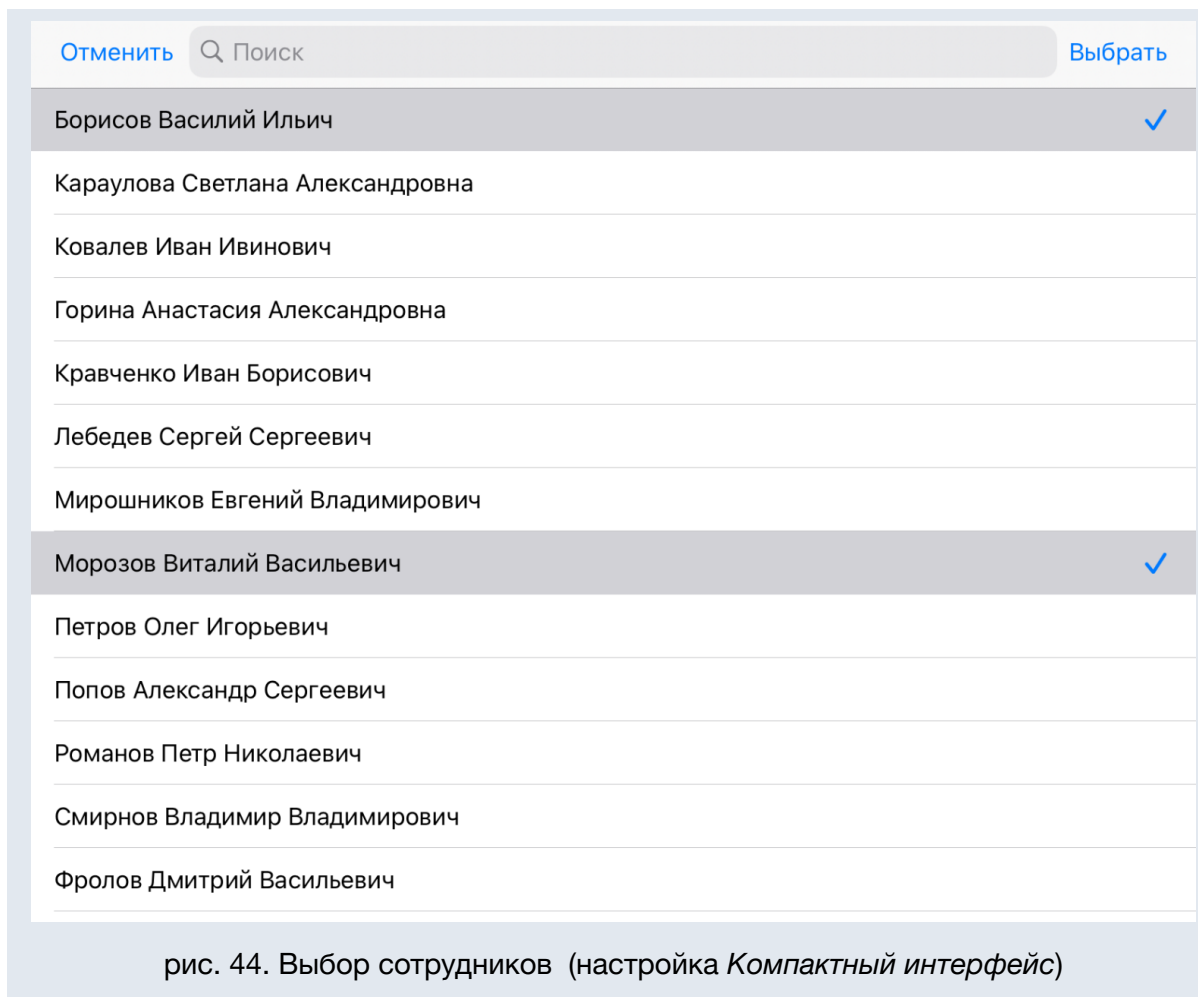 Отменить Поиск Выбрать
Борисов Василий Ильич
Караулова Светлана Александровна
Ковалев Иван Ивинович
Горина Анастасия Александровна
Кравченко Иван Борисович
Лебедев Сергей Сергеевич
Мирошников Евгений Владимирович
Морозов Виталий Васильевич
Петров Олег Игорьевич
Попов Александр Сергеевич
Романов Петр Николаевич
Смирнов Владимир Владимирович
Фролов Дмитрий Васильевич
рис. 44. Выбор сотрудников (настройка Компактный интерфейс)